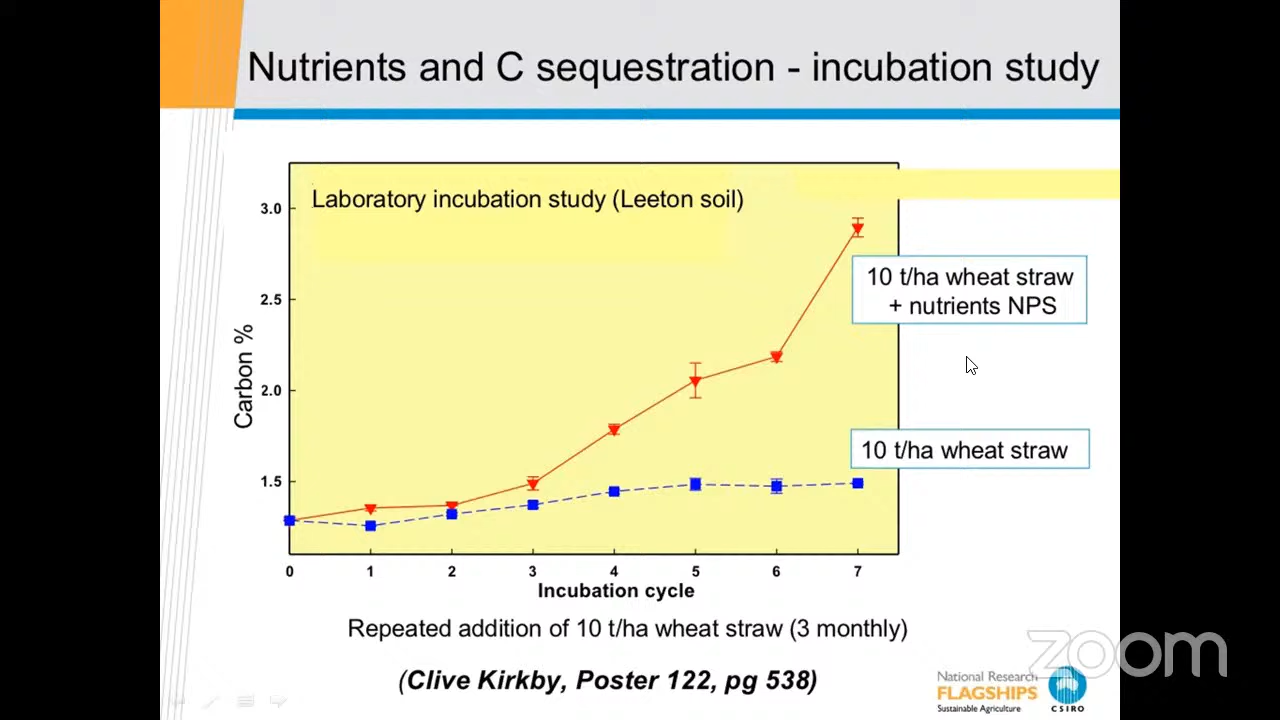 Nutrients and C sequestration - incubation study
Laboratory incubation study (Leeton soil)
3.0
2.5
2.0
1.5
Carbon %
10 t/ha wheat straw
+ nutrients NPS
10 t/ha wheat straw
0 1 2 3 4 5 6 7
Incubation cycle
Repeated addition of 10 t/ha wheat straw (3 monthly)
(Clive Kirkby, Poster 122, pg 538)
National Research
FLAGSHIPS
Sustainable Agriculture
CSIRO
zoom